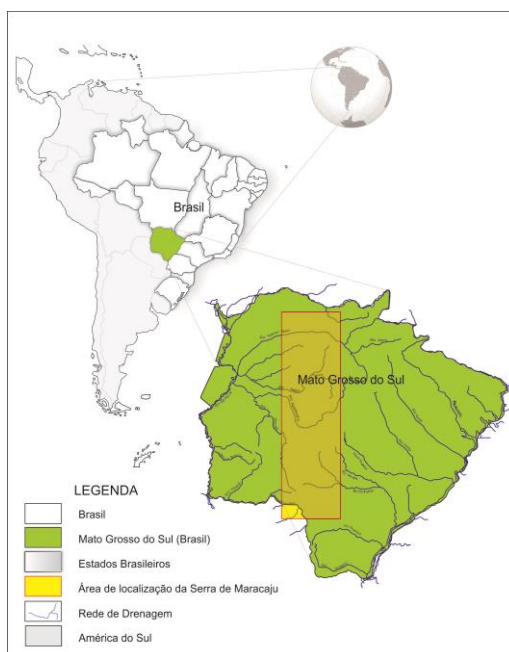 Brasil
Mato Grosso do Sul
LEGENDA
Brasil
Mato Grosso do Sul (Brasil)
Estados Brasileiros
Área de localização da Serra de Maracaju
Rede de Drenagem
América do Sul